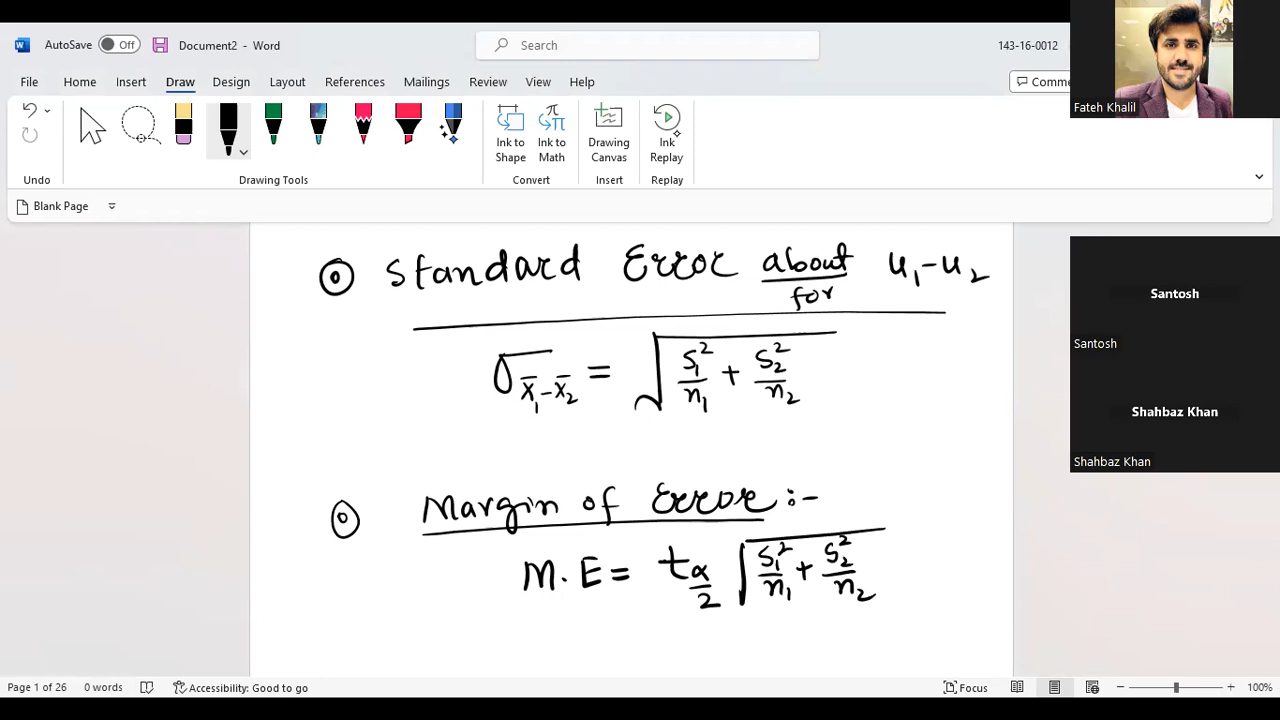 AutoSave Off Document2 - Word Search 143-16-0012
File Home Insert Draw Design Layout References Mailings Review View Help Comme
Undo
Ink to Shape
Ink to Math
Drawing Canvas
Ink Replay
Drawing Tools Convert Insert Replay
Blank Page
Fateh Khalil
Standard Error about/for u₁-u₂
σ_{x̄₁-x̄₂} = √(S₁²/n₁ + S₂²/n₂)
Margin of Error :-
M.E = t_{α/2} √(S₁²/n₁ + S₂²/n₂)
Santosh
Santosh
Shahbaz Khan
Shahbaz Khan
Page 1 of 26 0 words Accessibility: Good to go Focus 100%